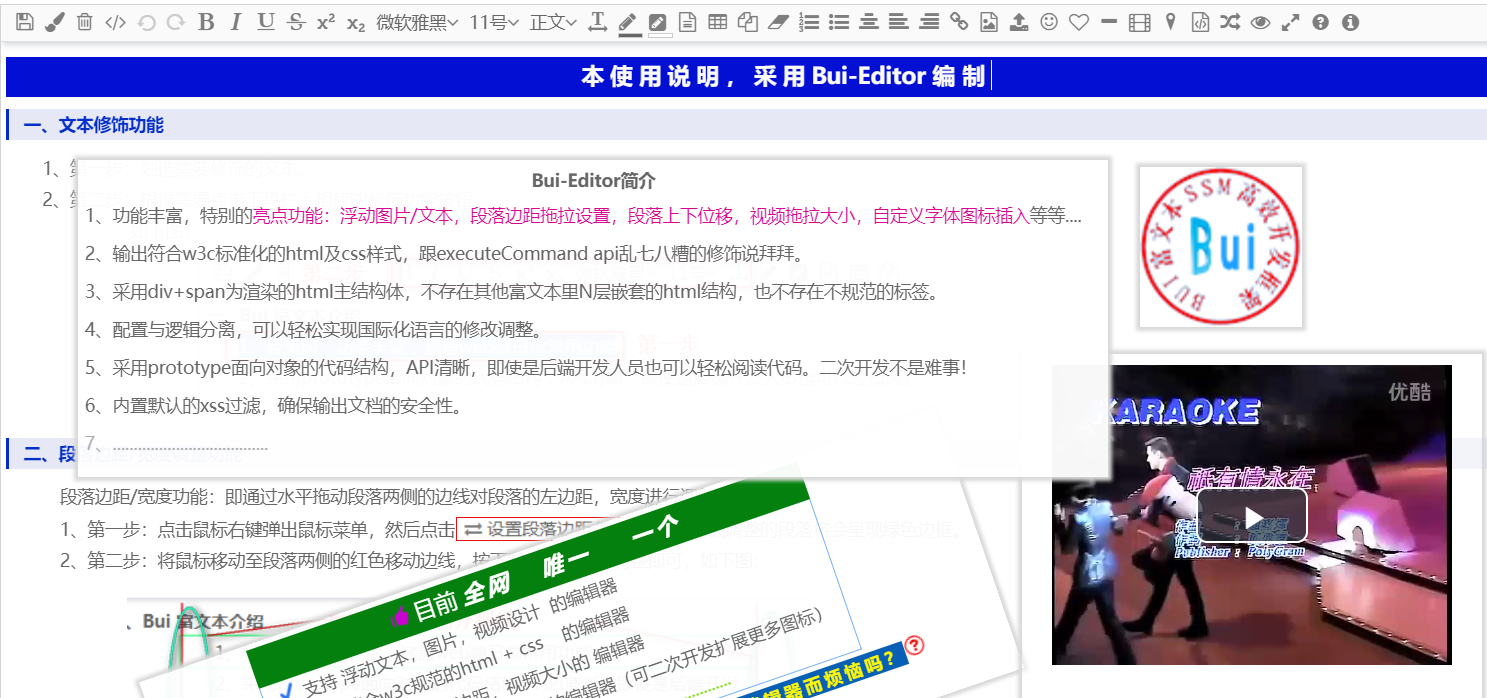 微软雅黑 11号 正文
本使用说明，采用 Bui-Editor 编制
一、文本修饰功能
1、第一步：
2、第
Bui-Editor简介
1、功能丰富，特别的亮点功能：浮动图片/文本，段落边距拖拉设置，段落上下位移，视频拖拉大小，自定义字体图标插入等等....
2、输出符合w3c标准化的html及css样式，跟executeCommand api乱七八糟的修饰说拜拜。
3、采用div+span为渲染的html主结构体，不存在其他富文本里N层嵌套的html结构，也不存在不规范的标签。
4、配置与逻辑分离，可以轻松实现国际化语言的修改调整。
5、采用prototype面向对象的代码结构，API清晰，即使是后端开发人员也可以轻松阅读代码。二次开发不是难事！
6、内置默认的xss过滤，确保输出文档的安全性。
7、....................................
BUI富文本SSM高效开发框架
Bui
优酷
KARAOKE
祇有情永在
Publisher : PolyGram
二、段
段落边距/宽度功能：即通过水平拖动段落两侧的边线对段落的左边距，宽度进行
1、第一步：点击鼠标右键弹出鼠标菜单，然后点击 设置段落边距
2、第二步：将鼠标移动至段落两侧的红色移动边线，按
、Bui 富文本介绍
目前 全网 唯一 一个
支持 浮动文本，图片，视频设计 的编辑器
合w3c规范的html + css 的编辑器
边距，视频大小的 编辑器
的编辑器（可二次开发扩展更多图标）
编辑器而烦恼吗？